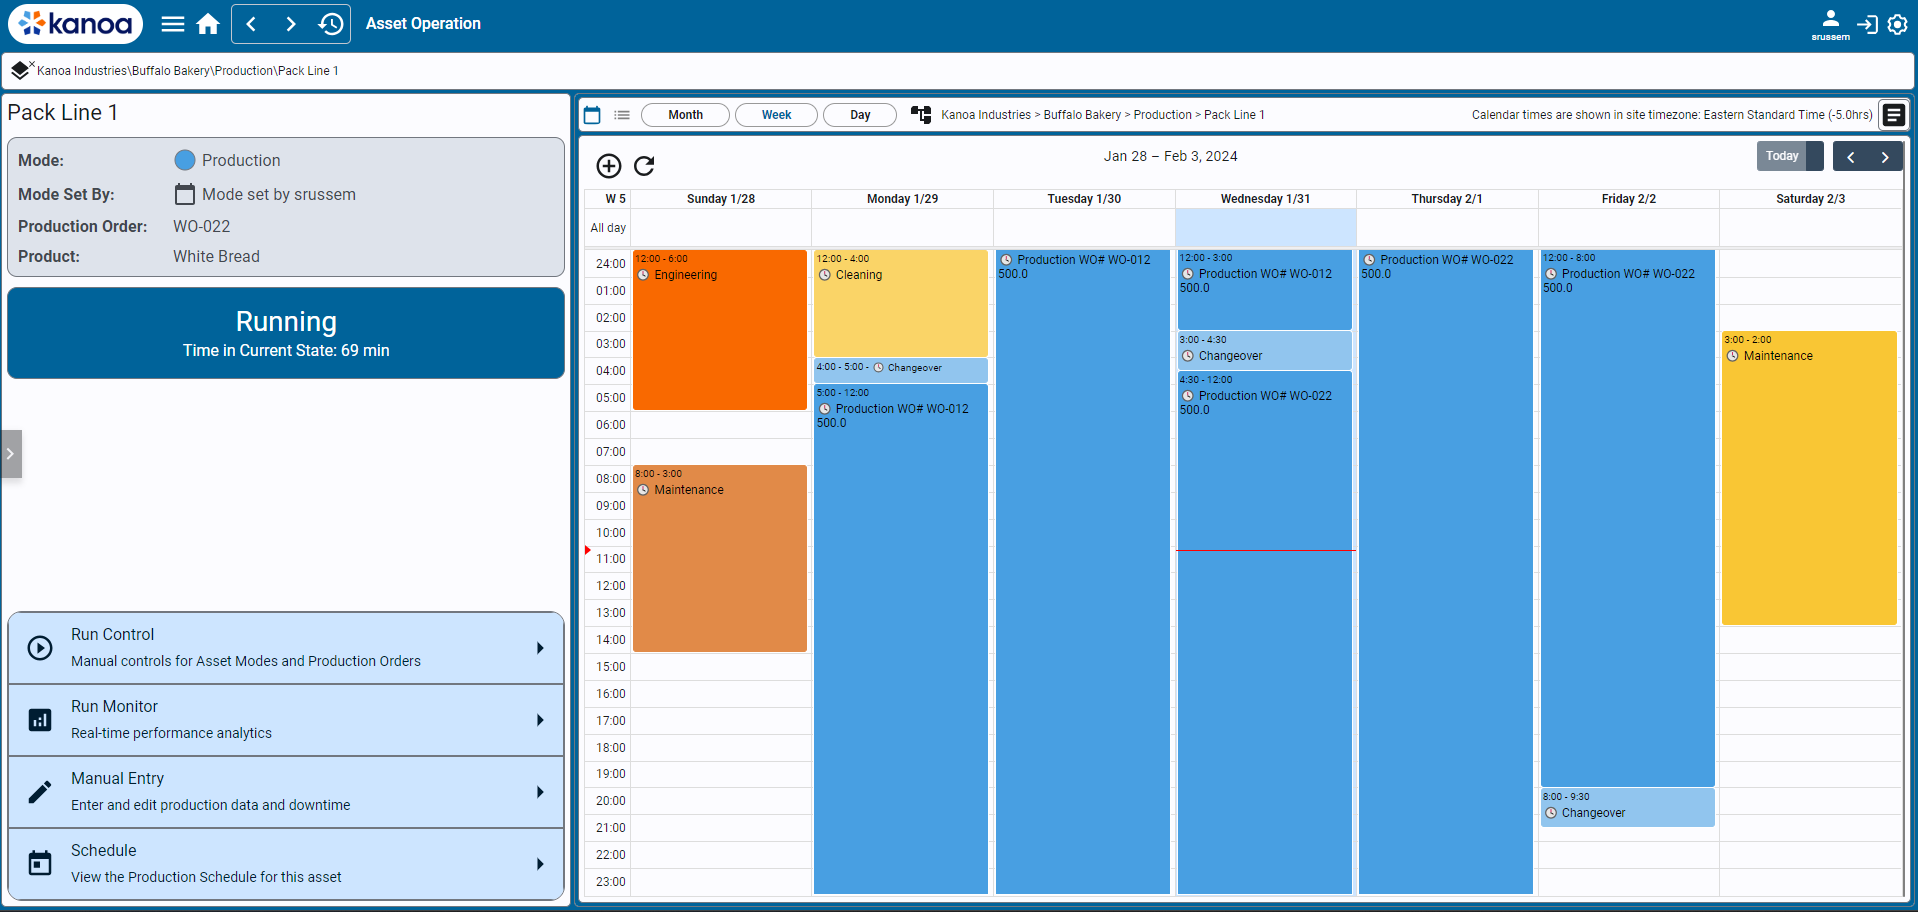 kanoa
Asset Operation
srussem
Kanoa Industries\Buffalo Bakery\Production\Pack Line 1
Pack Line 1
Mode: Production
Mode Set By: Mode set by srussem
Production Order: WO-022
Product: White Bread
Running
Time in Current State: 69 min
Run Control
Manual controls for Asset Modes and Production Orders
Run Monitor
Real-time performance analytics
Manual Entry
Enter and edit production data and downtime
Schedule
View the Production Schedule for this asset
Month Week Day Kanoa Industries > Buffalo Bakery > Production > Pack Line 1 Calendar times are shown in site timezone: Eastern Standard Time (-5.0hrs)
Jan 28 – Feb 3, 2024
Today
W 5 Sunday 1/28 Monday 1/29 Tuesday 1/30 Wednesday 1/31 Thursday 2/1 Friday 2/2 Saturday 2/3
All day
24:00
01:00
02:00
03:00
04:00
05:00
06:00
07:00
08:00
09:00
10:00
11:00
12:00
13:00
14:00
15:00
16:00
17:00
18:00
19:00
20:00
21:00
22:00
23:00
12:00 - 6:00
Engineering
8:00 - 3:00
Maintenance
12:00 - 4:00
Cleaning
4:00 - 5:00 - Changeover
5:00 - 12:00
Production WO# WO-012
500.0
Production WO# WO-012
500.0
12:00 - 3:00
Production WO# WO-012
500.0
3:00 - 4:30
Changeover
4:30 - 12:00
Production WO# WO-022
500.0
Production WO# WO-022
500.0
12:00 - 8:00
Production WO# WO-022
500.0
8:00 - 9:30
Changeover
3:00 - 2:00
Maintenance